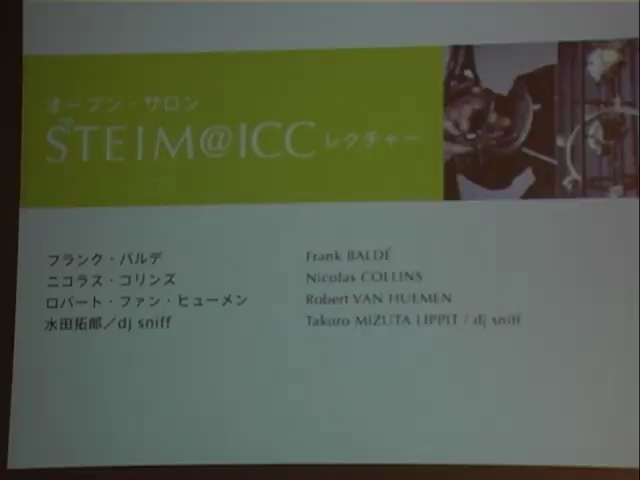 オープン・サロン
STEIM@ICC レクチャー
フランク・バルデ Frank BALDÉ
ニコラス・コリンズ Nicolas COLLINS
ロバート・ファン・ヒューメン Robert VAN HUEMEN
水田拓郎／dj sniff Takuro MIZUTA LIPPIT / dj sniff